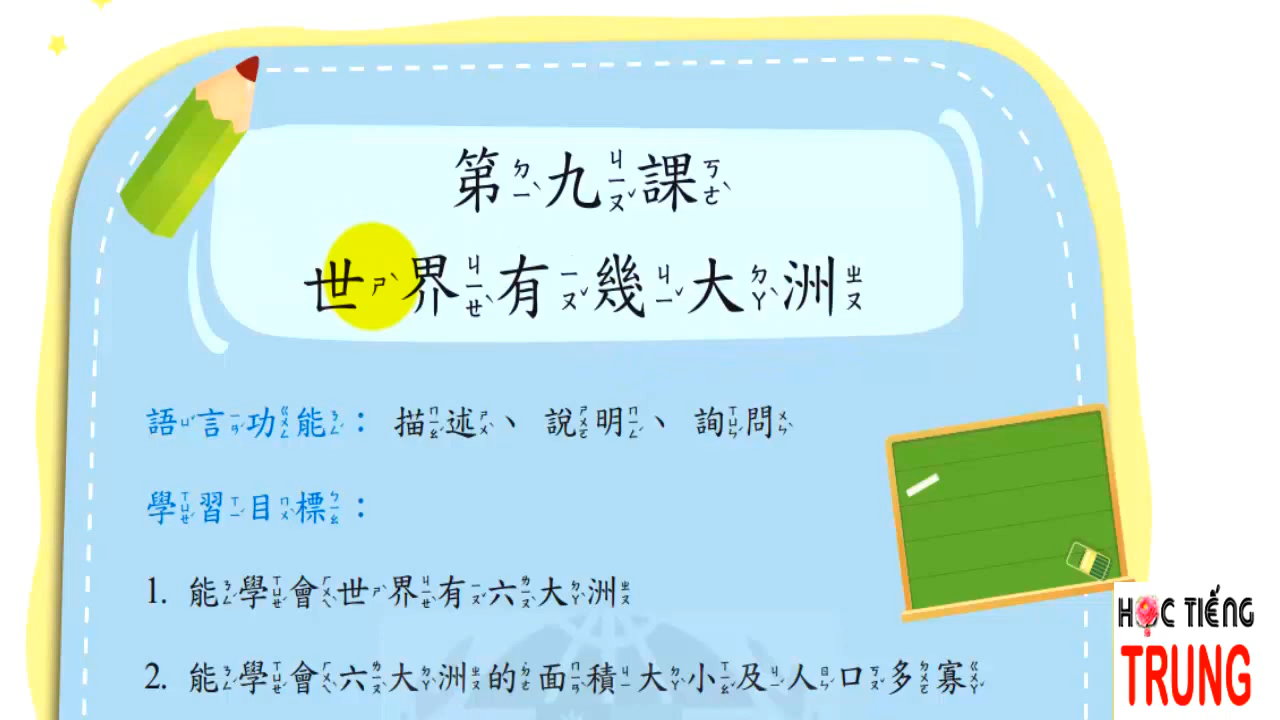 第九課
世界有幾大洲
語言功能：描述、說明、詢問
學習目標：
1. 能學會世界有六大洲
2. 能學會六大洲的面積大小及人口多寡
HỌC TIẾNG
TRUNG